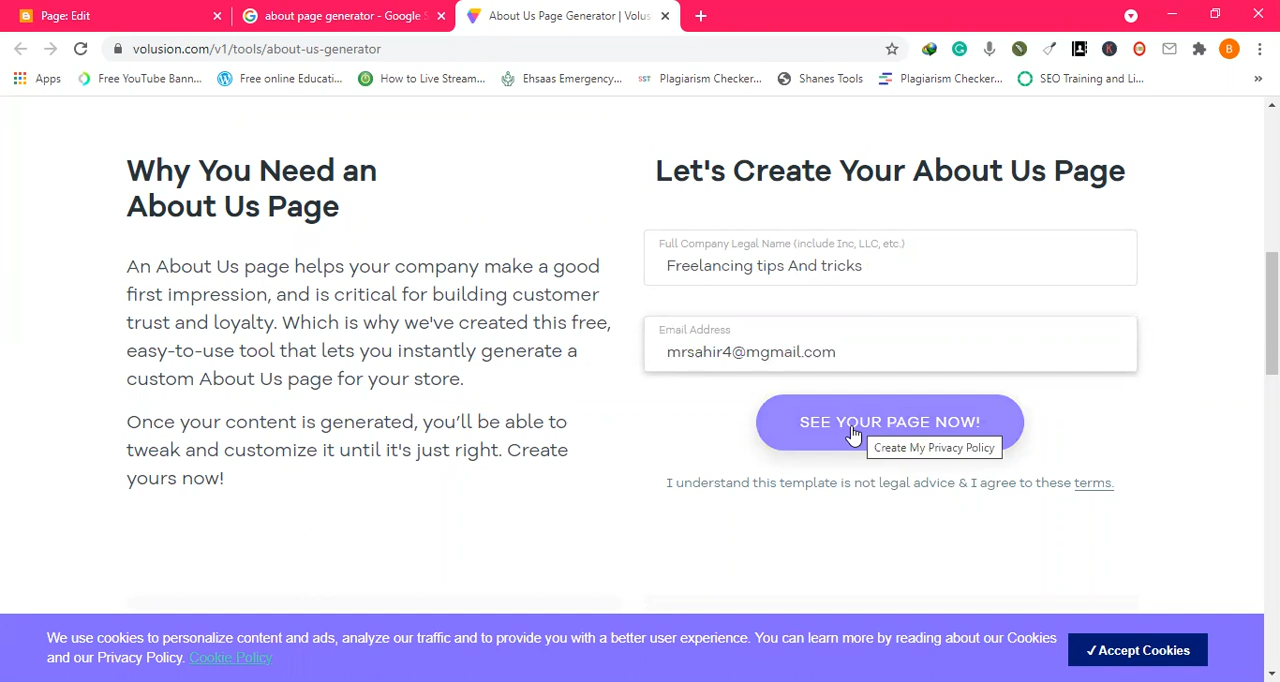 Page: Edit
about page generator - Google S
About Us Page Generator | Volus
volusion.com/v1/tools/about-us-generator
B
Apps
Free YouTube Bann...
Free online Educati...
How to Live Stream...
Ehsaas Emergency...
SST
Plagiarism Checker...
Shanes Tools
Plagiarism Checker...
SEO Training and Li...
Why You Need an
About Us Page
An About Us page helps your company make a good
first impression, and is critical for building customer
trust and loyalty. Which is why we've created this free,
easy-to-use tool that lets you instantly generate a
custom About Us page for your store.
Once your content is generated, you'll be able to
tweak and customize it until it's just right. Create
yours now!
Let's Create Your About Us Page
Full Company Legal Name (include Inc, LLC, etc.)
Freelancing tips And tricks
Email Address
mrsahir4@mgmail.com
SEE YOUR PAGE NOW!
Create My Privacy Policy
I understand this template is not legal advice & I agree to these terms.
We use cookies to personalize content and ads, analyze our traffic and to provide you with a better user experience. You can learn more by reading about our Cookies
and our Privacy Policy. Cookie Policy
✓Accept Cookies